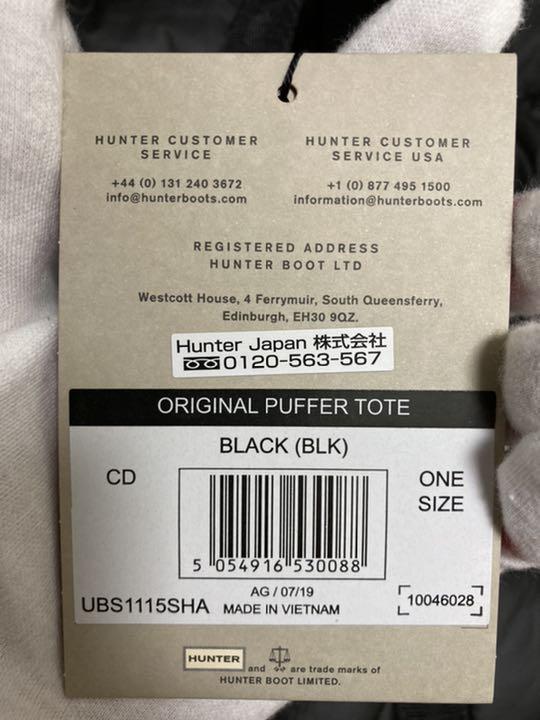 HUNTER CUSTOMER
SERVICE
+44 (0) 131 240 3672
info@hunterboots.com
HUNTER CUSTOMER
SERVICE USA
+1 (0) 877 495 1500
information@hunterboots.com
REGISTERED ADDRESS
HUNTER BOOT LTD
Westcott House, 4 Ferrymuir, South Queensferry,
Edinburgh, EH30 9QZ.
Hunter Japan 株式会社
0120-563-567
ORIGINAL PUFFER TOTE
BLACK (BLK)
CD
ONE
SIZE
5 054916 530088
AG / 07/19
UBS1115SHA
MADE IN VIETNAM
10046028
HUNTER and are trade marks of
HUNTER BOOT LIMITED.